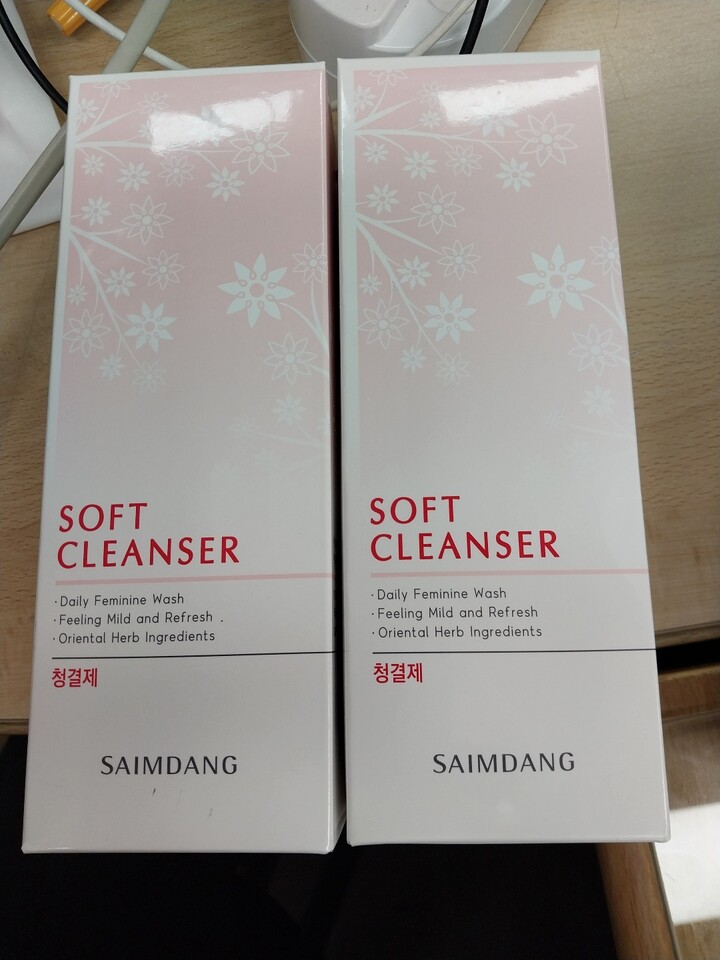 SOFT
CLEANSER
·Daily Feminine Wash
·Feeling Mild and Refresh
·Oriental Herb Ingredients
청결제
SAIMDANG
SOFT
CLEANSER
·Daily Feminine Wash
·Feeling Mild and Refresh
·Oriental Herb Ingredients
청결제
SAIMDANG